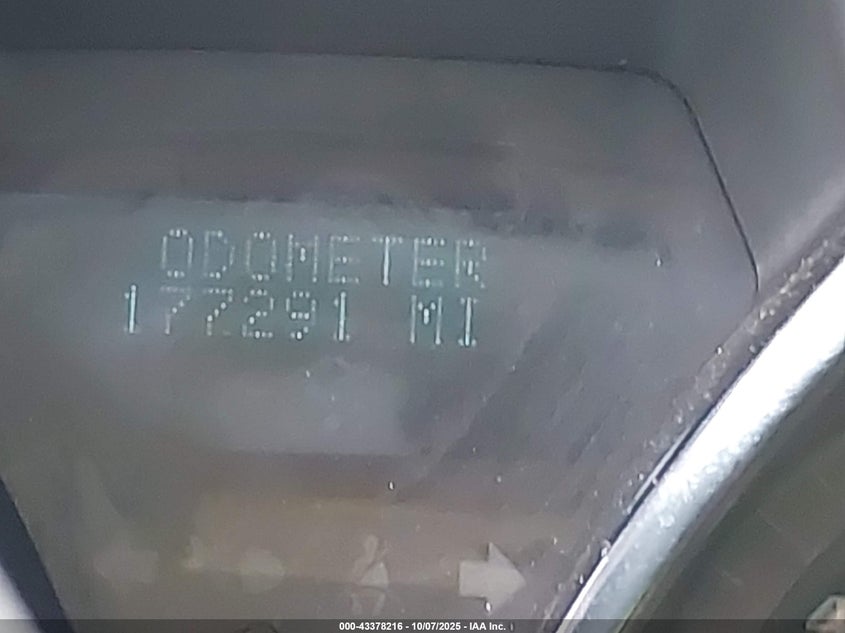 ODOMETER
177291 MI
000-43378216 - 10/07/2025 - IAA Inc.